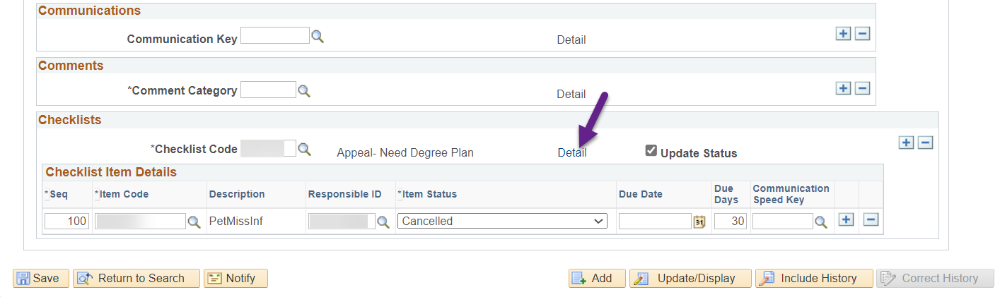 Communications
Communication Key Detail
Comments
*Comment Category Detail
Checklists
*Checklist Code Appeal- Need Degree Plan Detail Update Status
Checklist Item Details
*Seq *Item Code Description Responsible ID *Item Status Due Date Due Days Communication Speed Key
100 PetMissInf Cancelled 31 30
Save Return to Search Notify Add Update/Display Include History Correct History